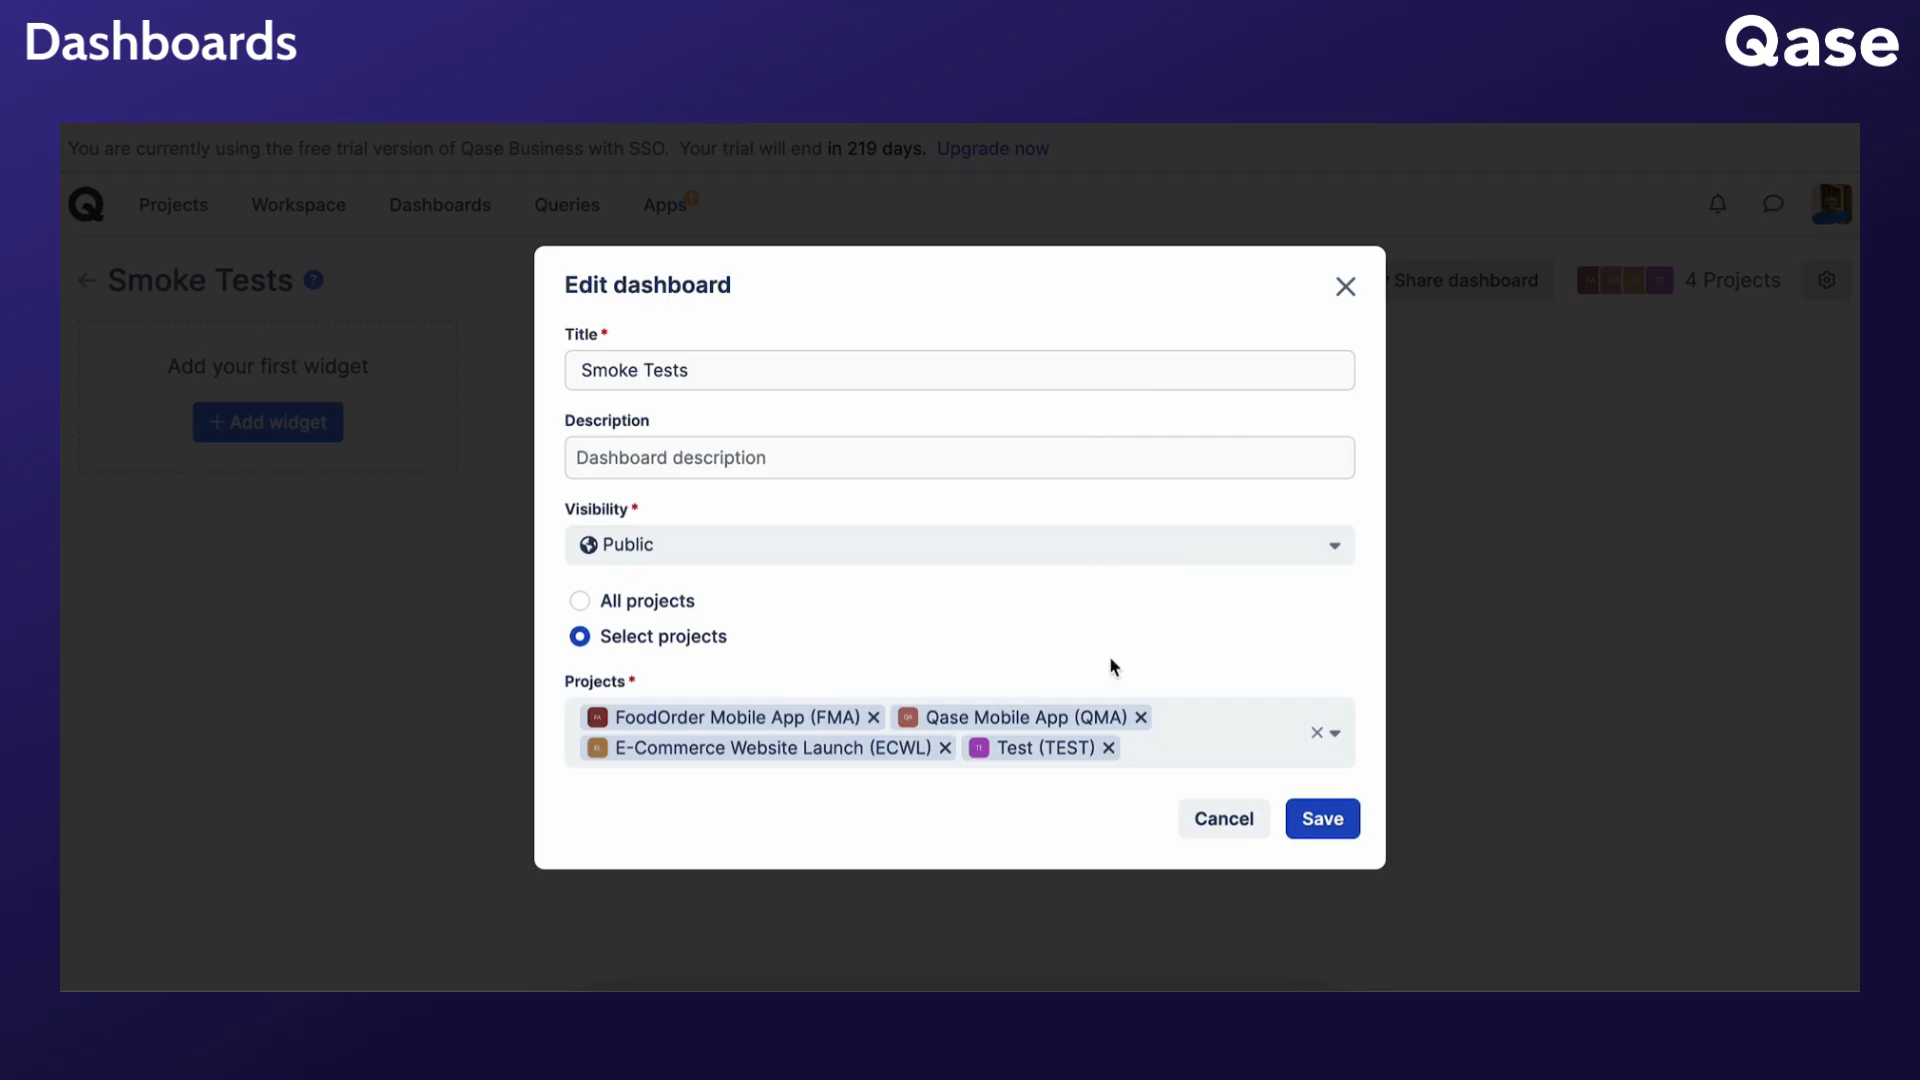 Dashboards
Qase
You are currently using the free trial version of Qase Business with SSO. Your trial will end in 219 days. Upgrade now
Q Projects Workspace Dashboards Queries Apps
Smoke Tests ?
Share dashboard
4 Projects
Add your first widget
+ Add widget
Edit dashboard
Title *
Smoke Tests
Description
Dashboard description
Visibility *
Public
All projects
Select projects
Projects *
FA FoodOrder Mobile App (FMA) QA Qase Mobile App (QMA)
E-Commerce Website Launch (ECWL) TE Test (TEST)
Cancel Save